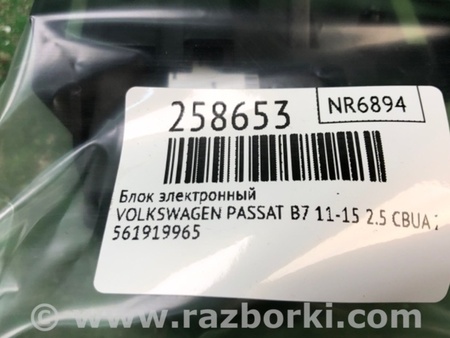 258653
NR6894
Блок электронный
VOLKSWAGEN PASSAT B7 11-15 2.5 CBUA
561919965
© - www.razborki.com